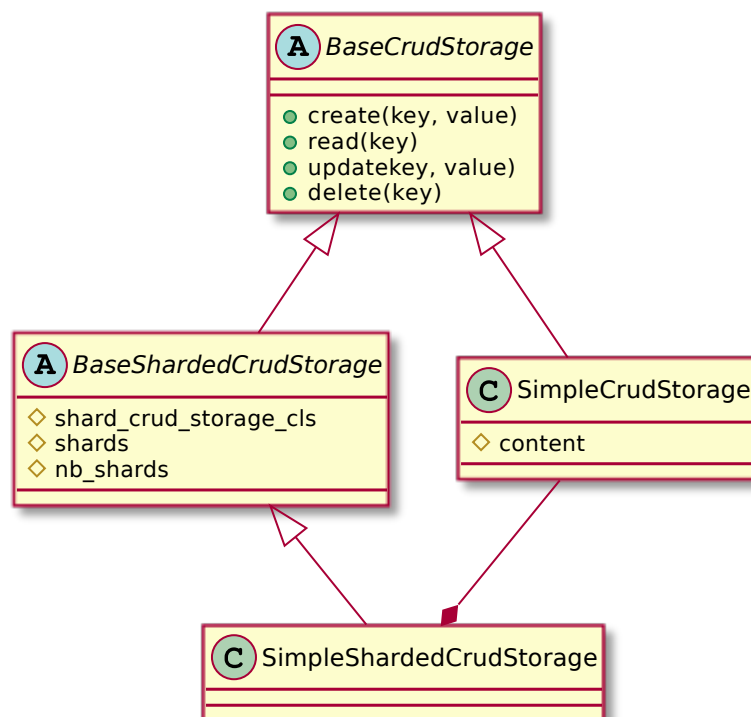 A BaseCrudStorage
create(key, value)
read(key)
updatekey, value)
delete(key)
A BaseShardedCrudStorage
shard_crud_storage_cls
shards
nb_shards
C SimpleCrudStorage
content
C SimpleShardedCrudStorage